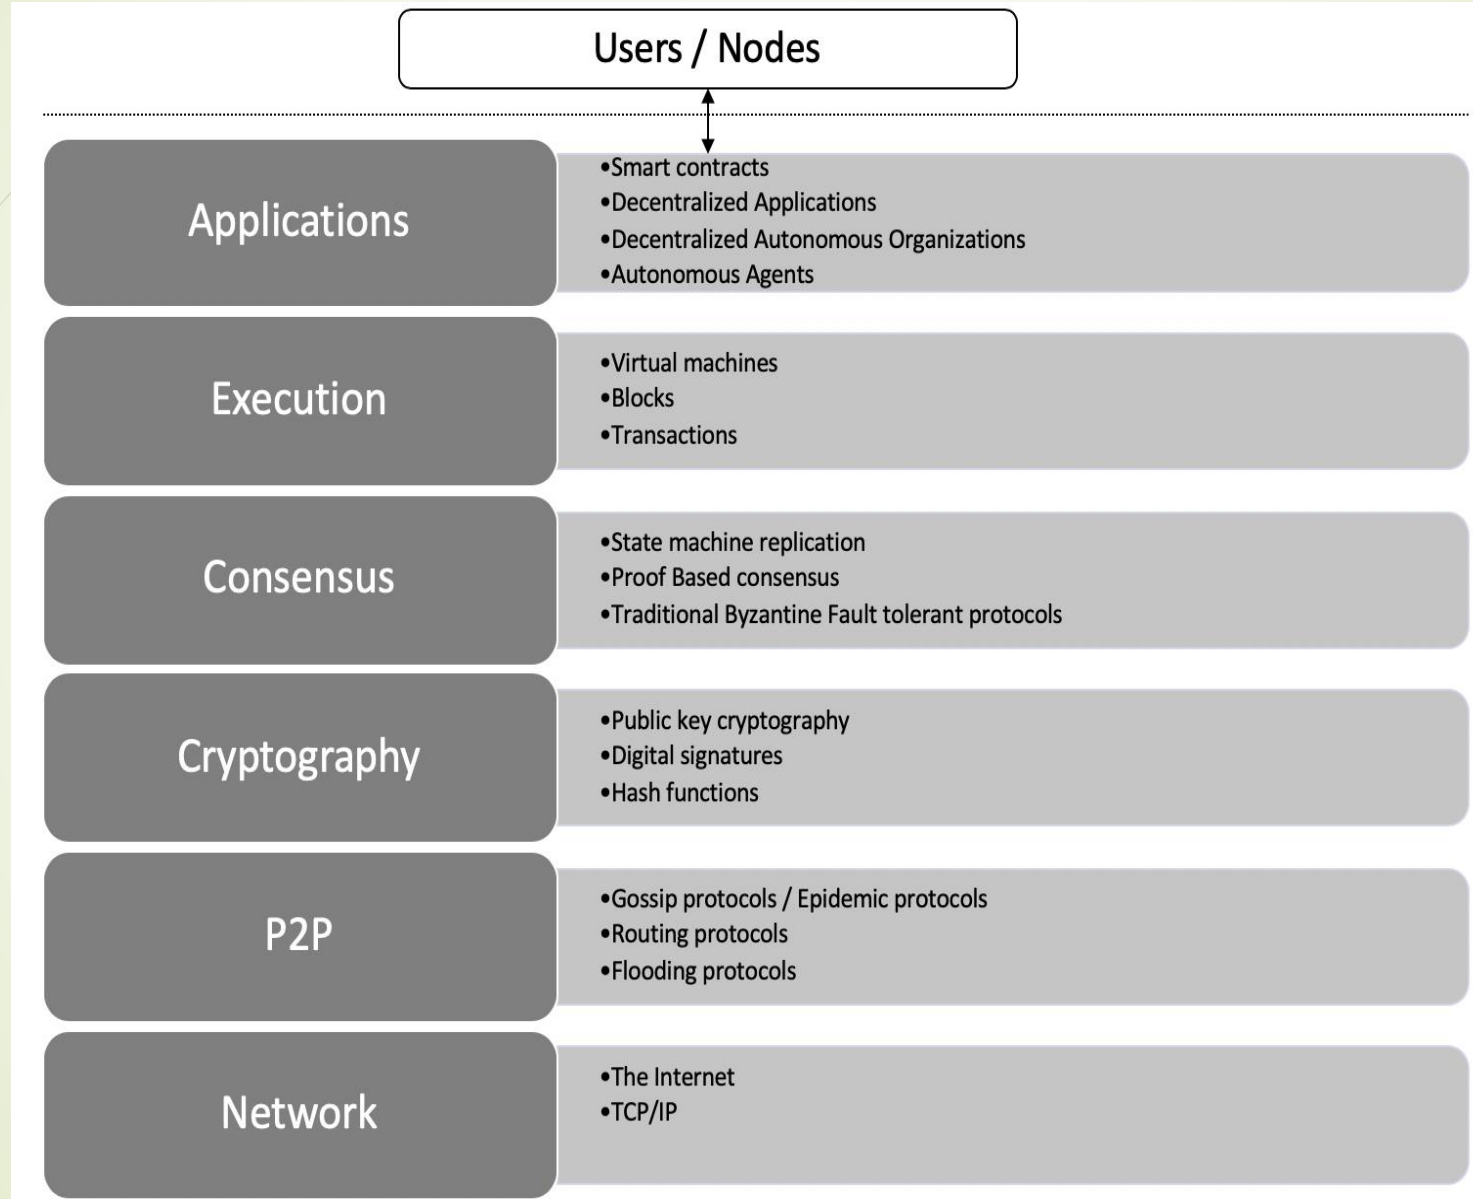 Users / Nodes
Applications
•Smart contracts
•Decentralized Applications
•Decentralized Autonomous Organizations
•Autonomous Agents
Execution
•Virtual machines
•Blocks
•Transactions
Consensus
•State machine replication
•Proof Based consensus
•Traditional Byzantine Fault tolerant protocols
Cryptography
•Public key cryptography
•Digital signatures
•Hash functions
P2P
•Gossip protocols / Epidemic protocols
•Routing protocols
•Flooding protocols
Network
•The Internet
•TCP/IP